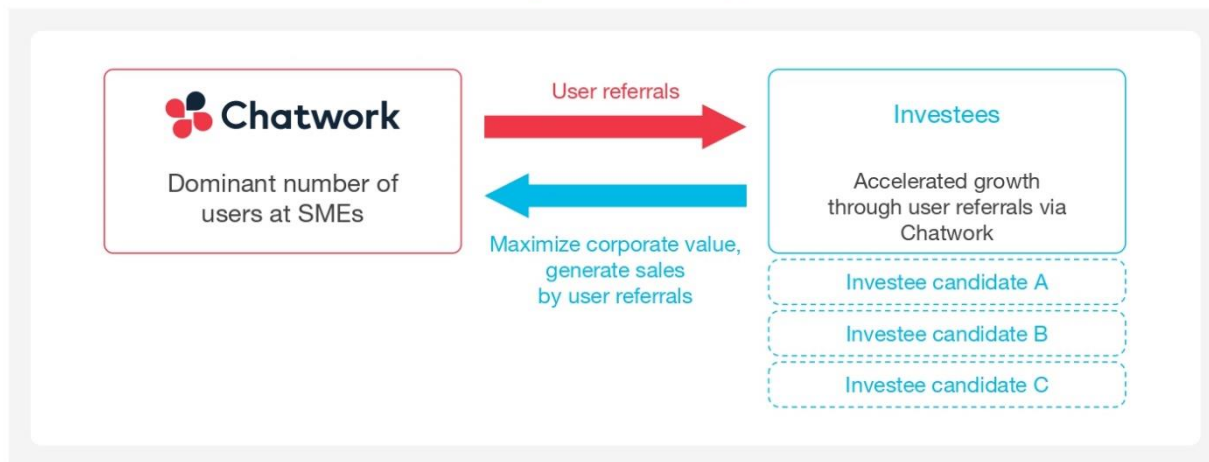 Chatwork
Dominant number of
users at SMEs
User referrals
Maximize corporate value,
generate sales
by user referrals
Investees
Accelerated growth
through user referrals via
Chatwork
Investee candidate A
Investee candidate B
Investee candidate C